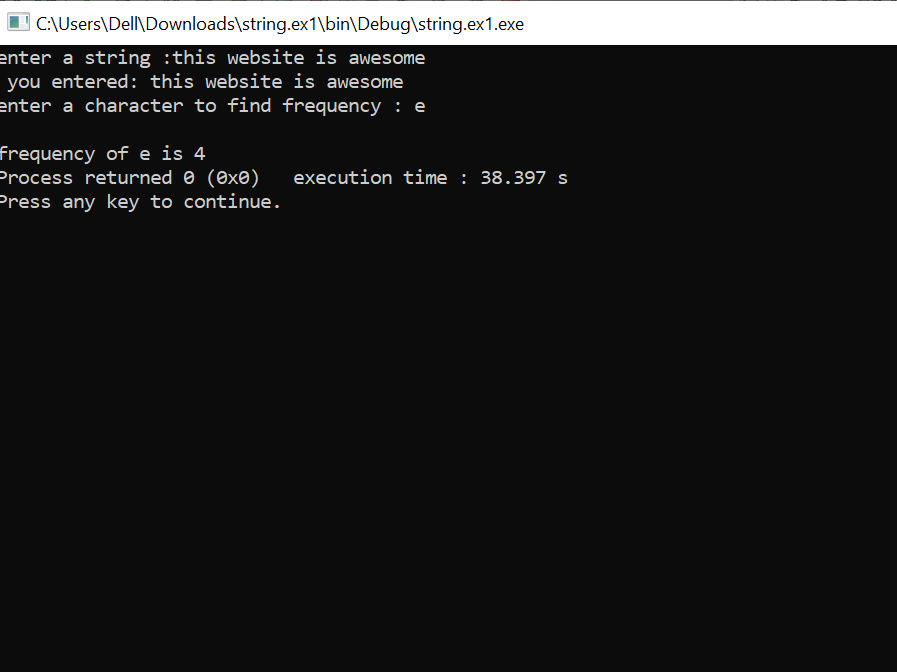 C:\Users\Dell\Downloads\string.ex1\bin\Debug\string.ex1.exe
enter a string :this website is awesome
you entered: this website is awesome
enter a character to find frequency : e
frequency of e is 4
Process returned 0 (0x0)   execution time : 38.397 s
Press any key to continue.